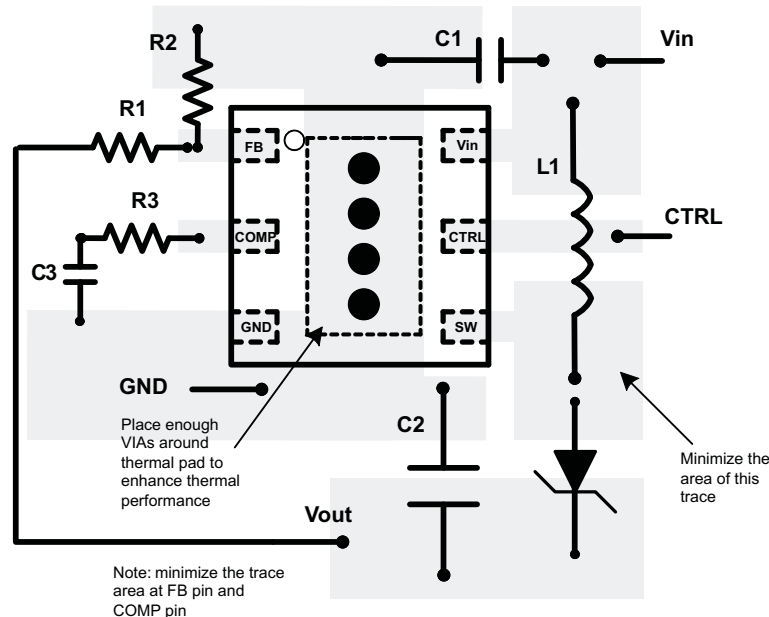 R2
C1
Vin
R1
FB
Vin
L1
R3
COMP
CTRL
CTRL
C3
GND
SW
GND
Place enough
VIAs around
thermal pad to
enhance thermal
performance
C2
Minimize the
area of this
trace
Vout
Note: minimize the trace
area at FB pin and
COMP pin